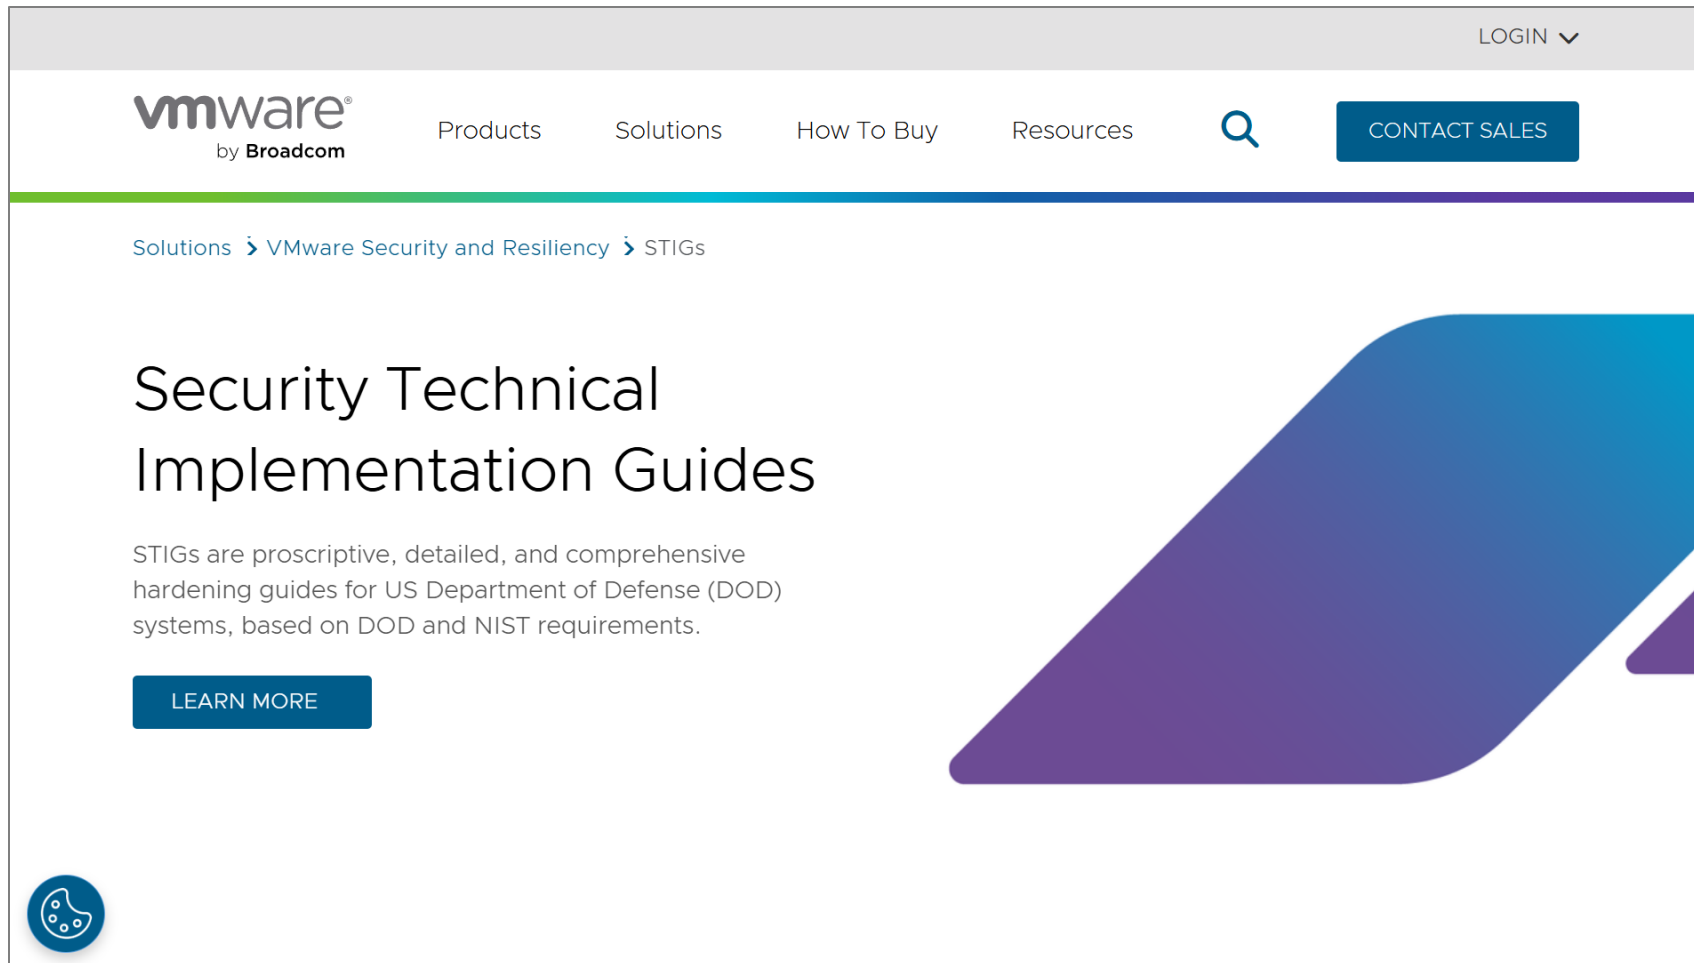 LOGIN
vmware®
by Broadcom
Products
Solutions
How To Buy
Resources
CONTACT SALES
Solutions > VMware Security and Resiliency > STIGs
Security Technical
Implementation Guides
STIGs are proscriptive, detailed, and comprehensive
hardening guides for US Department of Defense (DOD)
systems, based on DOD and NIST requirements.
LEARN MORE